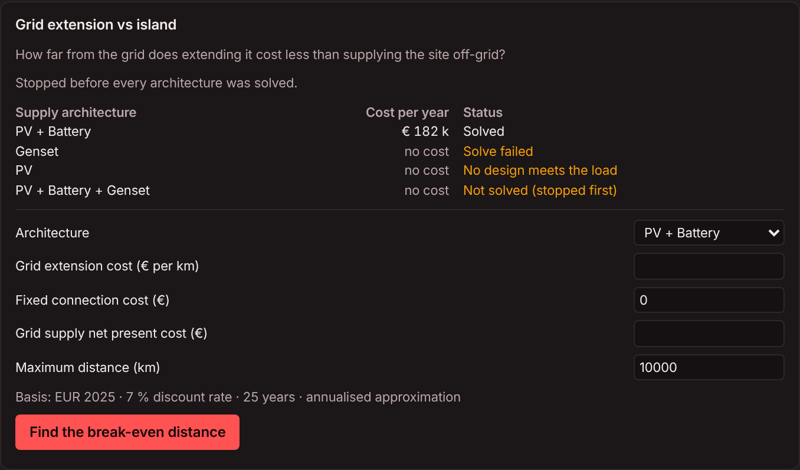 Grid extension vs island
How far from the grid does extending it cost less than supplying the site off-grid?
Stopped before every architecture was solved.
Supply architecture Cost per year Status
PV + Battery € 182 k Solved
Genset no cost Solve failed
PV no cost No design meets the load
PV + Battery + Genset no cost Not solved (stopped first)
Architecture PV + Battery
Grid extension cost (€ per km)
Fixed connection cost (€) 0
Grid supply net present cost (€)
Maximum distance (km) 10000
Basis: EUR 2025 · 7 % discount rate · 25 years · annualised approximation
Find the break-even distance